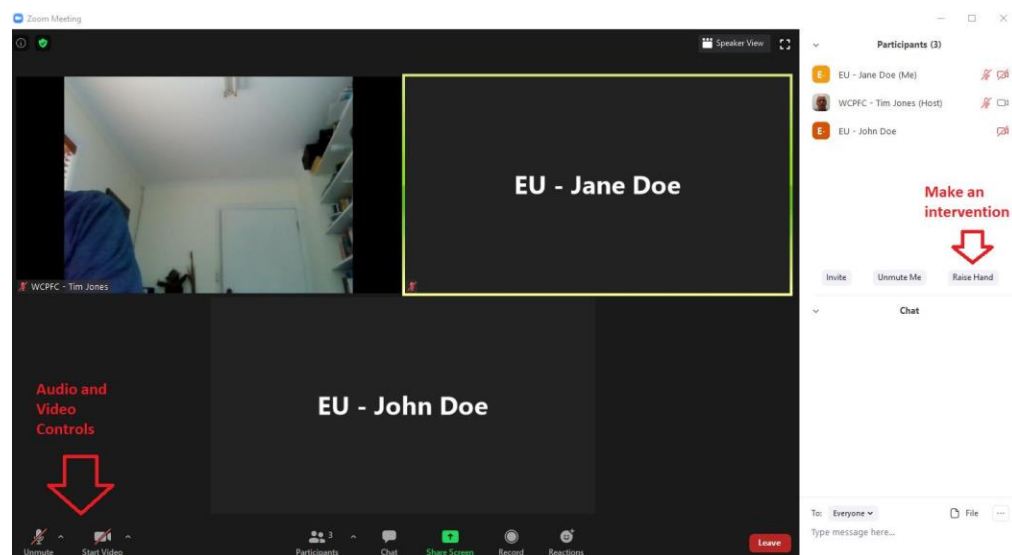 Zoom Meeting
Speaker View
EU - Jane Doe
WCPFC - Tim Jones
EU - John Doe
Audio and
Video
Controls
Unmute
Start Video
3
Participants
Chat
Share Screen
Record
Reactions
Leave
Participants (3)
E- EU - Jane Doe (Me)
WCPFC - Tim Jones (Host)
E- EU - John Doe
Make an
intervention
Invite Unmute Me Raise Hand
Chat
To: Everyone File ...
Type message here...